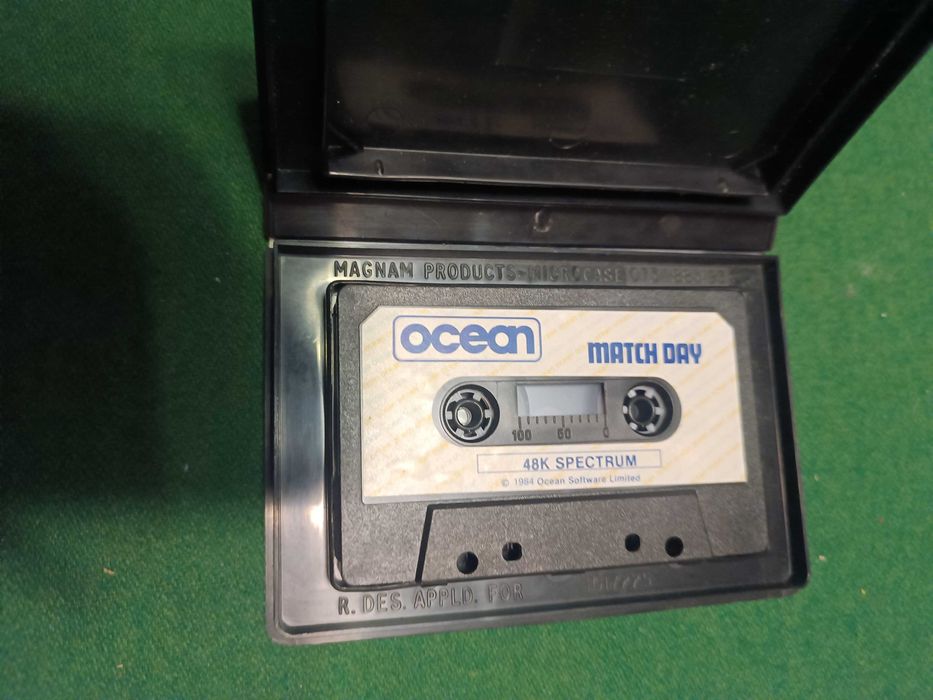 MAGNAM PRODUCTS-MICROCASE
ocean
MATCH DAY
100 50 0
48K SPECTRUM
© 1984 Ocean Software Limited
R. DES. APPLD. FOR